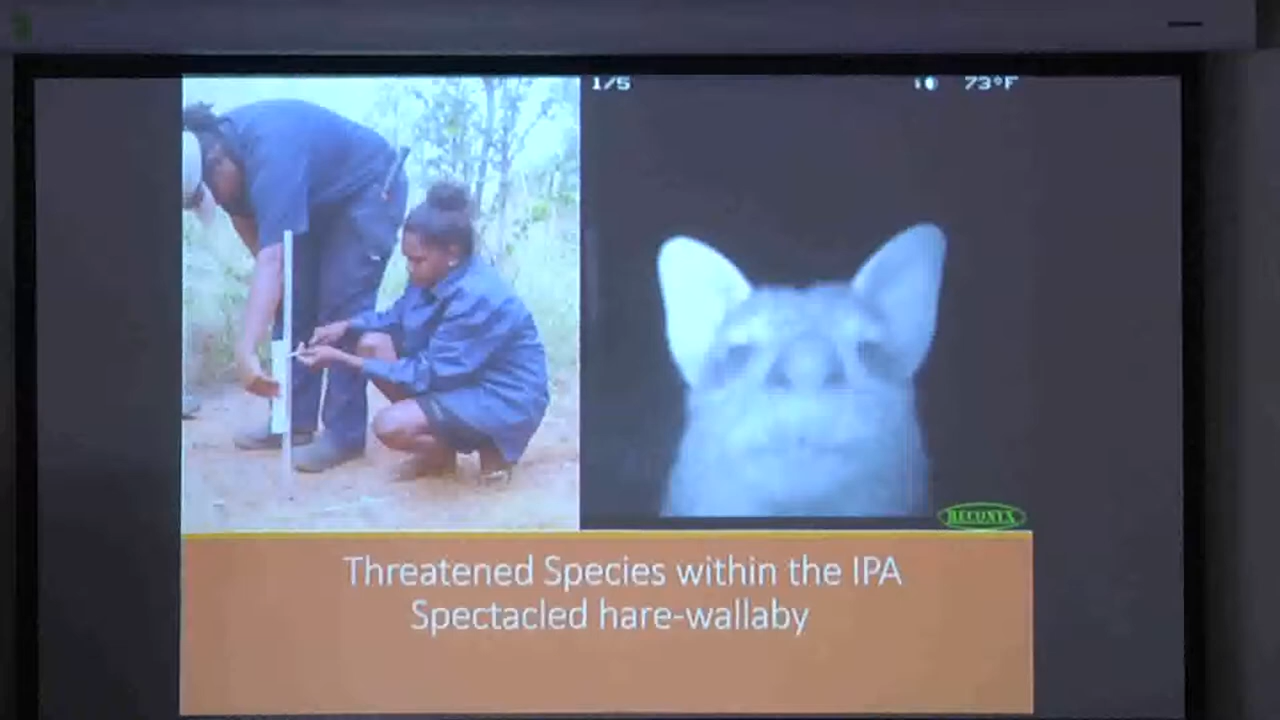 1/5
73°F
RECONYX
Threatened Species within the IPA
Spectacled hare-wallaby